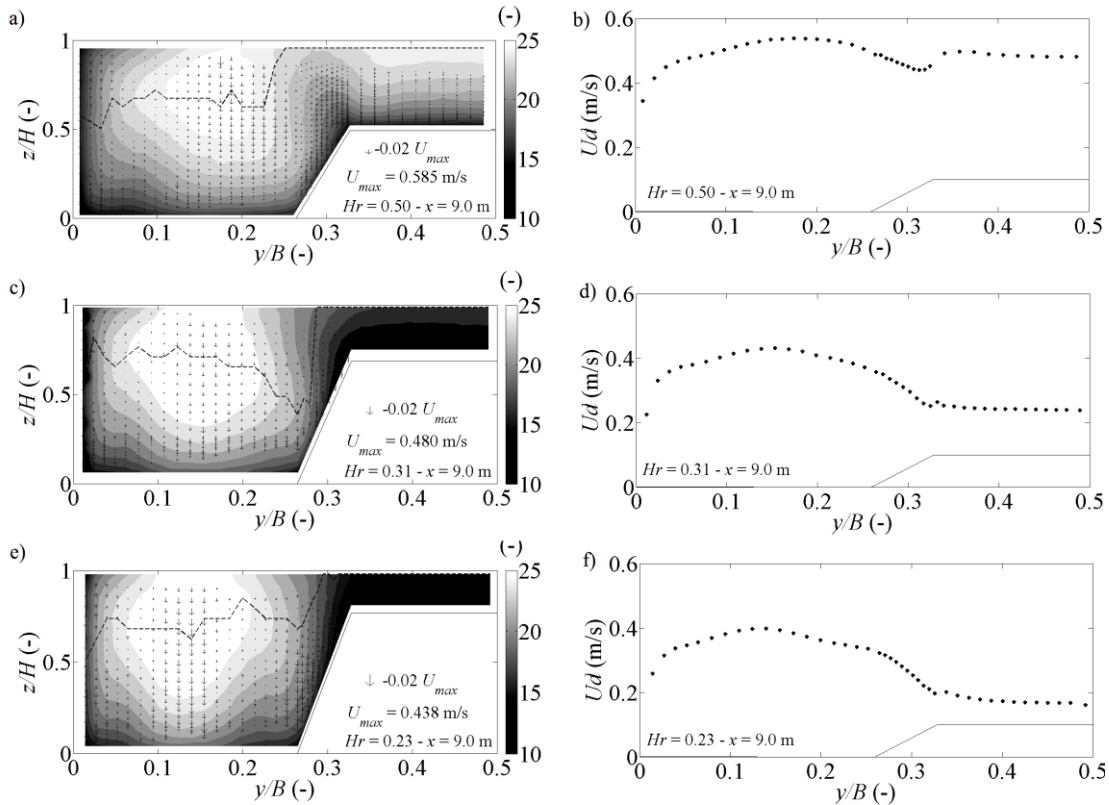 a)
(-)
1
0.5
0
z/H (-)
25
20
15
10
-0.02 Umax
Umax = 0.585 m/s
Hr = 0.50 - x = 9.0 m
0 0.1 0.2 0.3 0.4 0.5
y/B (-)
b)
0.6
0.4
0.2
0
Ud (m/s)
Hr = 0.50 - x = 9.0 m
0 0.1 0.2 0.3 0.4 0.5
y/B (-)
c)
(-)
1
0.5
0
z/H (-)
25
20
15
10
-0.02 Umax
Umax = 0.480 m/s
Hr = 0.31 - x = 9.0 m
0 0.1 0.2 0.3 0.4 0.5
y/B (-)
d)
0.6
0.4
0.2
0
Ud (m/s)
Hr = 0.31 - x = 9.0 m
0 0.1 0.2 0.3 0.4 0.5
y/B (-)
e)
(-)
1
0.5
0
z/H (-)
25
20
15
10
-0.02 Umax
Umax = 0.438 m/s
Hr = 0.23 - x = 9.0 m
0 0.1 0.2 0.3 0.4 0.5
y/B (-)
f)
0.6
0.4
0.2
0
Ud (m/s)
Hr = 0.23 - x = 9.0 m
0 0.1 0.2 0.3 0.4 0.5
y/B (-)